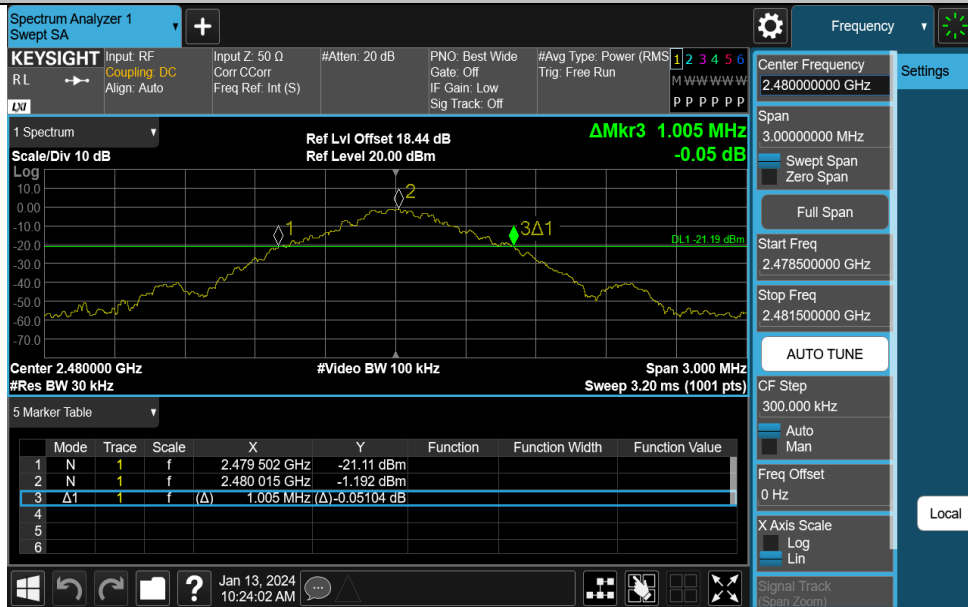 Spectrum Analyzer 1
Swept SA
+
Frequency
KEYSIGHT
RL
LXI
Input: RF
Coupling: DC
Align: Auto
Input Z: 50 Ω
Corr CCorr
Freq Ref: Int (S)
#Atten: 20 dB
PNO: Best Wide
Gate: Off
IF Gain: Low
Sig Track: Off
#Avg Type: Power (RMS
Trig: Free Run
1 2 3 4 5 6
M W W W W W
P P P P P P
Center Frequency
2.480000000 GHz
Settings
Span
3.00000000 MHz
Swept Span
Zero Span
Full Span
Start Freq
2.478500000 GHz
Stop Freq
2.481500000 GHz
AUTO TUNE
CF Step
300.000 kHz
Auto
Man
Freq Offset
0 Hz
X Axis Scale
Log
Lin
Signal Track
(Span Zoom)
Local
1 Spectrum
Scale/Div 10 dB
Ref Lvl Offset 18.44 dB
Ref Level 20.00 dBm
ΔMkr3 1.005 MHz
-0.05 dB
Log
10.0
0.00
-10.0
-20.0
-30.0
-40.0
-50.0
-60.0
-70.0
1
2
3Δ1
DL1 -21.19 dBm
Center 2.480000 GHz
#Video BW 100 kHz
Span 3.000 MHz
#Res BW 30 kHz
Sweep 3.20 ms (1001 pts)
5 Marker Table
Mode Trace Scale X Y Function Function Width Function Value
1 N 1 f 2.479 502 GHz -21.11 dBm
2 N 1 f 2.480 015 GHz -1.192 dBm
3 Δ1 1 f (Δ) 1.005 MHz (Δ) -0.05104 dB
4
5
6
?
Jan 13, 2024
10:24:02 AM